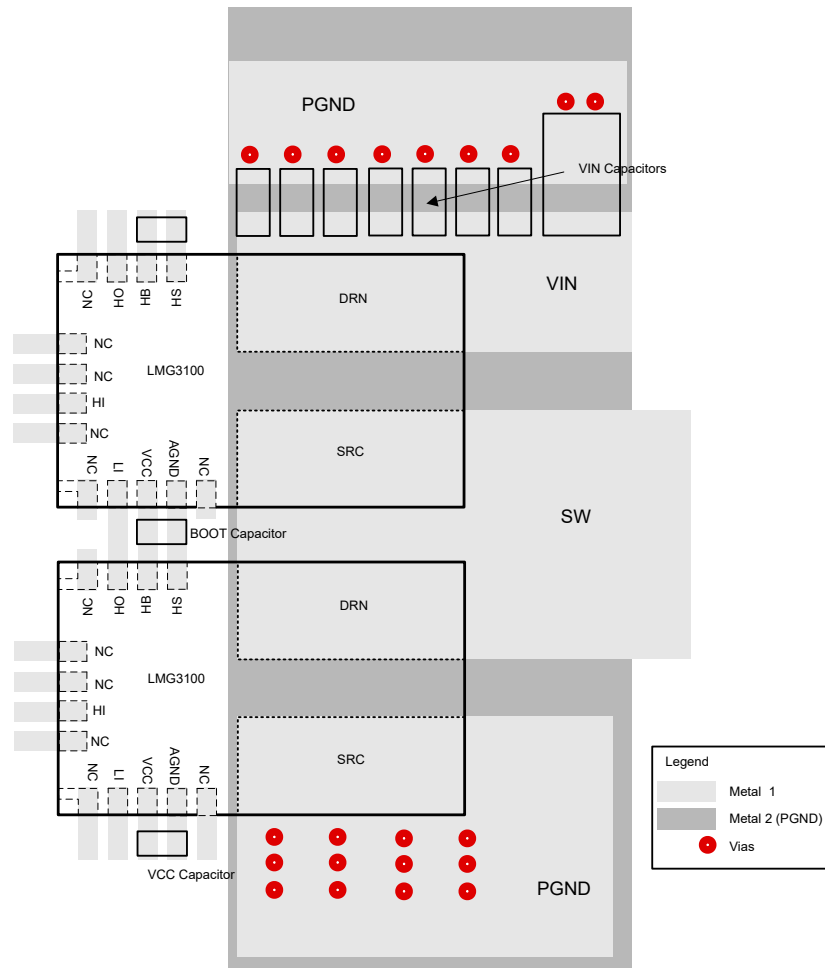 PGND
VIN Capacitors
NC
HO
HB
HS
DRN
VIN
NC
NC
LMG3100
HI
NC
NC
LI
VCC
AGND
NC
SRC
SW
BOOT Capacitor
NC
HO
HB
HS
DRN
NC
NC
LMG3100
HI
NC
NC
LI
VCC
AGND
NC
SRC
Legend
Metal 1
Metal 2 (PGND)
Vias
VCC Capacitor
PGND